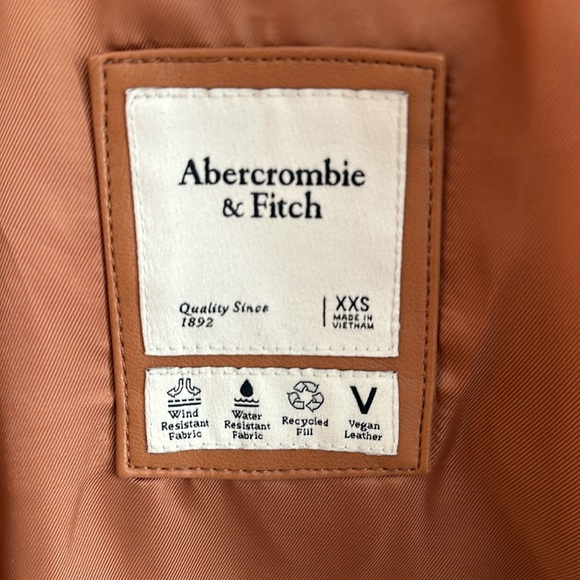 Abercrombie
& Fitch
Quality Since
1892
XXS
MADE IN
VIETNAM
Wind
Resistant
Fabric
Water
Resistant
Fabric
Recycled
Fill
V
Vegan
Leather